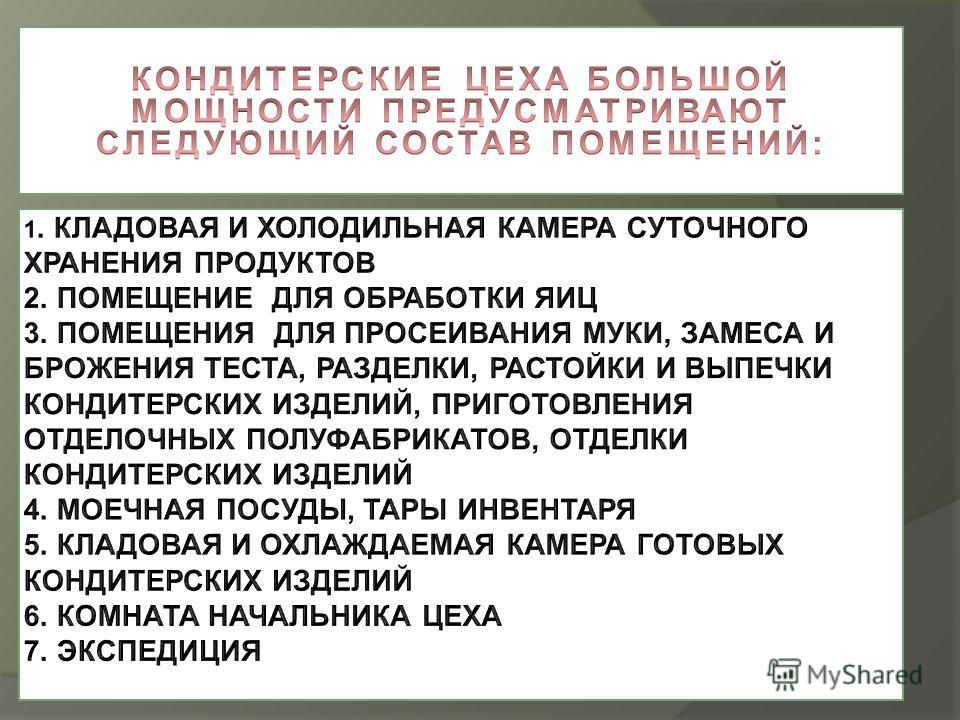 КОНДИТЕРСКИЕ ЦЕХА БОЛЬШОЙ
МОЩНОСТИ ПРЕДУСМАТРИВАЮТ
СЛЕДУЮЩИЙ СОСТАВ ПОМЕЩЕНИЙ:
1. КЛАДОВАЯ И ХОЛОДИЛЬНАЯ КАМЕРА СУТОЧНОГО
ХРАНЕНИЯ ПРОДУКТОВ
2. ПОМЕЩЕНИЕ ДЛЯ ОБРАБОТКИ ЯИЦ
3. ПОМЕЩЕНИЯ ДЛЯ ПРОСЕИВАНИЯ МУКИ, ЗАМЕСА И
БРОЖЕНИЯ ТЕСТА, РАЗДЕЛКИ, РАСТОЙКИ И ВЫПЕЧКИ
КОНДИТЕРСКИХ ИЗДЕЛИЙ, ПРИГОТОВЛЕНИЯ
ОТДЕЛОЧНЫХ ПОЛУФАБРИКАТОВ, ОТДЕЛКИ
КОНДИТЕРСКИХ ИЗДЕЛИЙ
4. МОЕЧНАЯ ПОСУДЫ, ТАРЫ ИНВЕНТАРЯ
5. КЛАДОВАЯ И ОХЛАЖДАЕМАЯ КАМЕРА ГОТОВЫХ
КОНДИТЕРСКИХ ИЗДЕЛИЙ
6. КОМНАТА НАЧАЛЬНИКА ЦЕХА
7. ЭКСПЕДИЦИЯ
MyShared